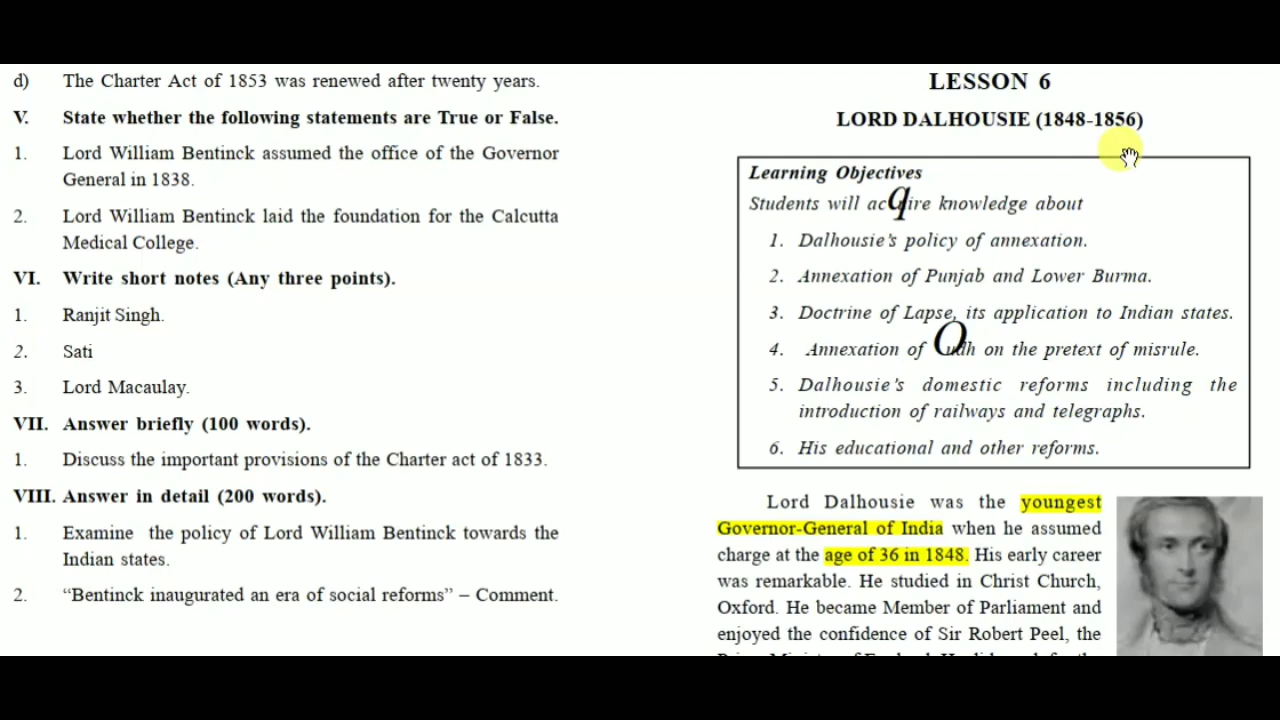 d) The Charter Act of 1853 was renewed after twenty years.
V. State whether the following statements are True or False.
1. Lord William Bentinck assumed the office of the Governor
General in 1838.
2. Lord William Bentinck laid the foundation for the Calcutta
Medical College.
VI. Write short notes (Any three points).
1. Ranjit Singh.
2. Sati
3. Lord Macaulay.
VII. Answer briefly (100 words).
1. Discuss the important provisions of the Charter act of 1833.
VIII. Answer in detail (200 words).
1. Examine the policy of Lord William Bentinck towards the
Indian states.
2. “Bentinck inaugurated an era of social reforms” – Comment.
LESSON 6
LORD DALHOUSIE (1848-1856)
Learning Objectives
Students will acqire knowledge about
1. Dalhousie's policy of annexation.
2. Annexation of Punjab and Lower Burma.
3. Doctrine of Lapse, its application to Indian states.
4. Annexation of Oudh on the pretext of misrule.
5. Dalhousie's domestic reforms including the
introduction of railways and telegraphs.
6. His educational and other reforms.
Lord Dalhousie was the youngest
Governor-General of India when he assumed
charge at the age of 36 in 1848. His early career
was remarkable. He studied in Christ Church,
Oxford. He became Member of Parliament and
enjoyed the confidence of Sir Robert Peel, the